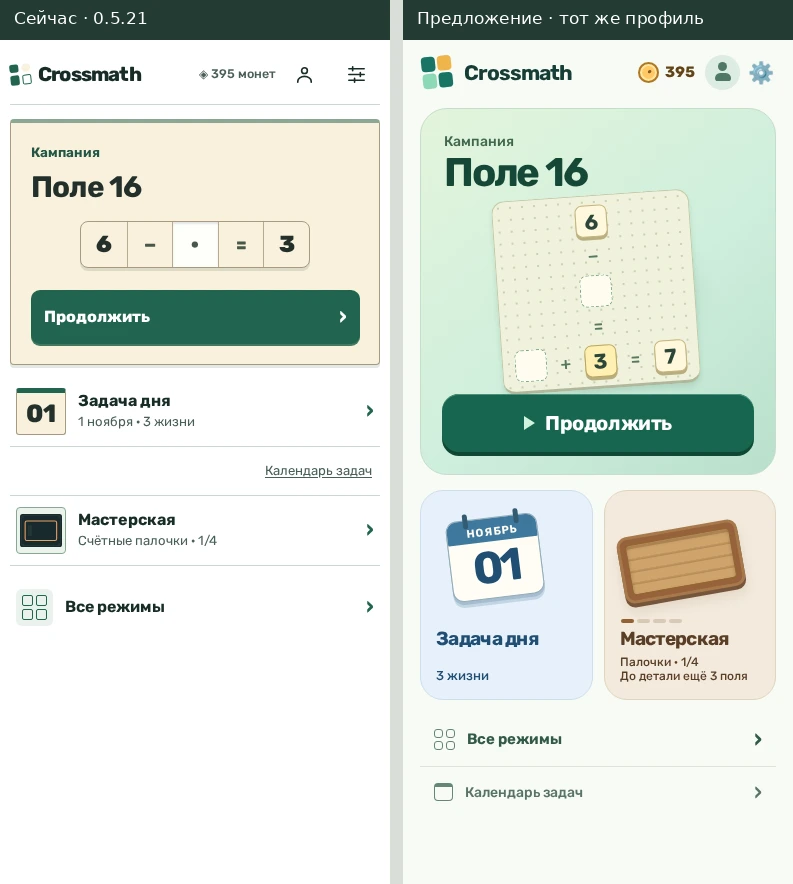 Сейчас · 0.5.21
Crossmath
◈ 395 монет
Кампания
Поле 16
6 – • = 3
Продолжить ›
01
Задача дня
1 ноября • 3 жизни
Календарь задач
Мастерская
Счётные палочки • 1/4
Все режимы
Предложение · тот же профиль
Crossmath
395
Кампания
Поле 16
6
–
=
+ 3 = 7
Продолжить
НОЯБРЬ
01
Задача дня
3 жизни
Мастерская
Палочки • 1/4
До детали ещё 3 поля
Все режимы
Календарь задач